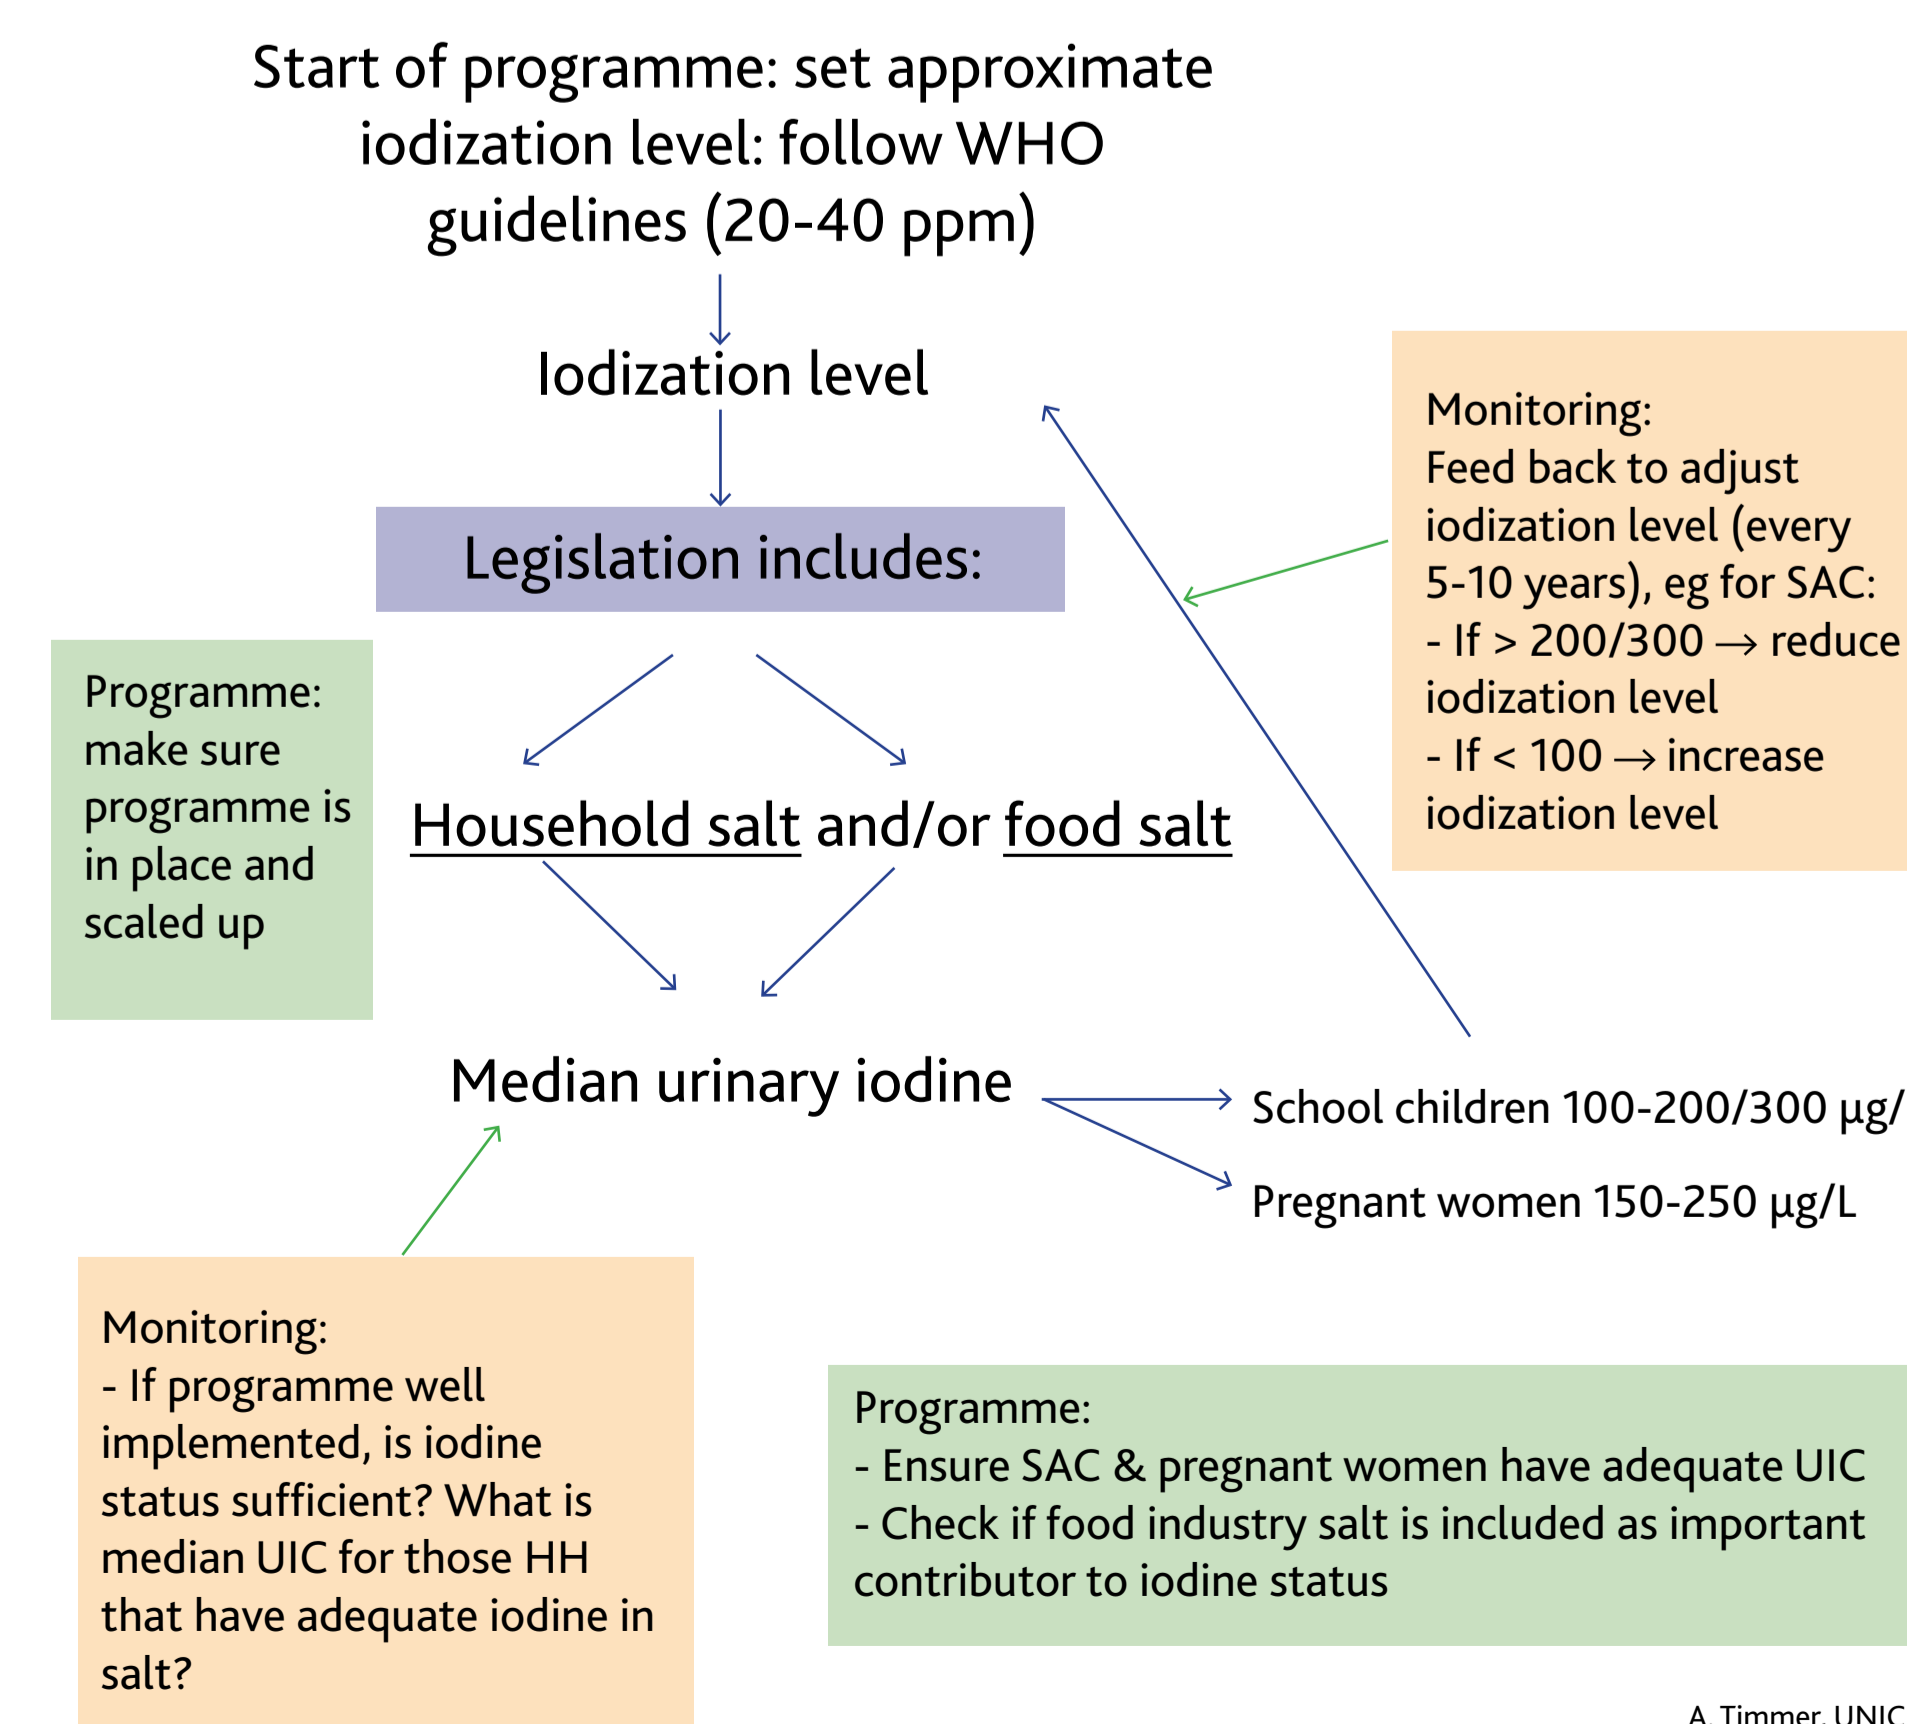 Start of programme: set approximate
iodization level: follow WHO
guidelines (20-40 ppm)
Iodization level
Legislation includes:
Programme:
make sure
programme is
in place and
scaled up
Household salt and/or food salt
Monitoring:
Feed back to adjust
iodization level (every
5-10 years), eg for SAC:
- If > 200/300 → reduce
iodization level
- If < 100 → increase
iodization level
Median urinary iodine
School children 100-200/300 µg/
Pregnant women 150-250 µg/L
Monitoring:
- If programme well
implemented, is iodine
status sufficient? What is
median UIC for those HH
that have adequate iodine in
salt?
Programme:
- Ensure SAC & pregnant women have adequate UIC
- Check if food industry salt is included as important
contributor to iodine status
A. Timmer, UNIC